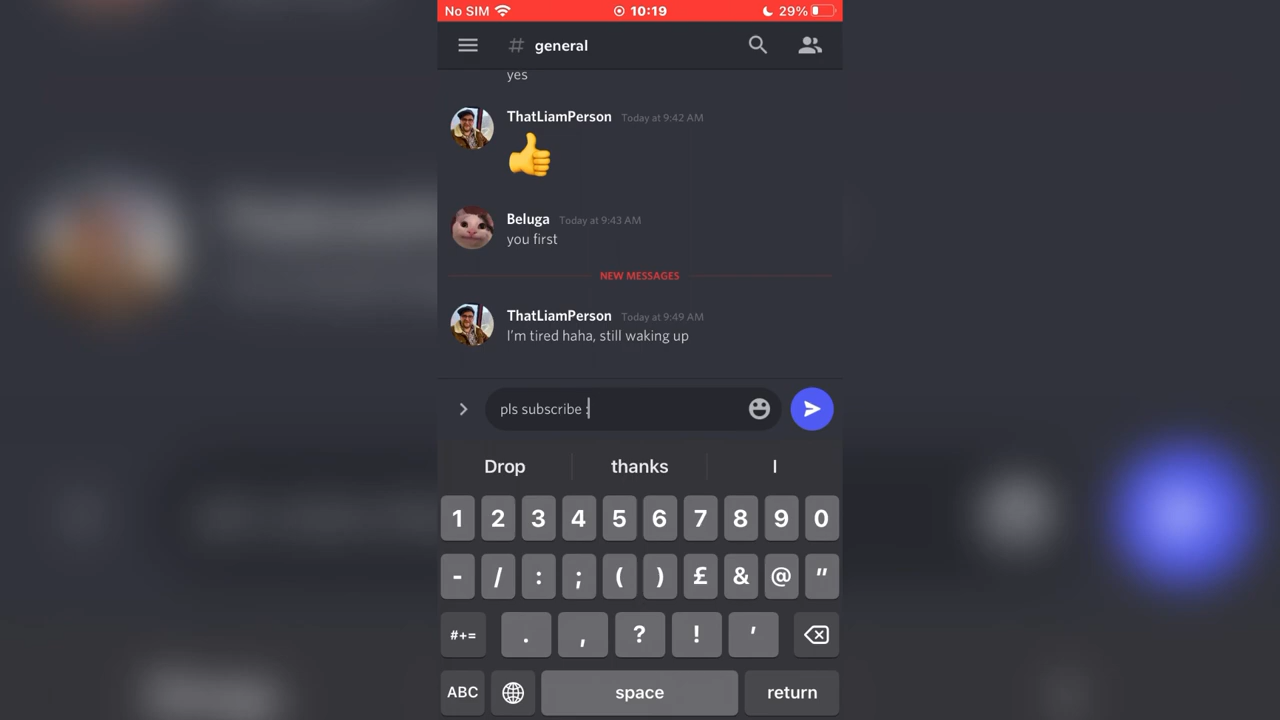 No SIM 10:19 29%
# general
yes
ThatLiamPerson Today at 9:42 AM
Beluga Today at 9:43 AM
you first
NEW MESSAGES
ThatLiamPerson Today at 9:49 AM
I'm tired haha, still waking up
pls subscribe :
Drop thanks I
1 2 3 4 5 6 7 8 9 0
- / : ; ( ) £ & @ "
#+= . , ? ! '
ABC space return